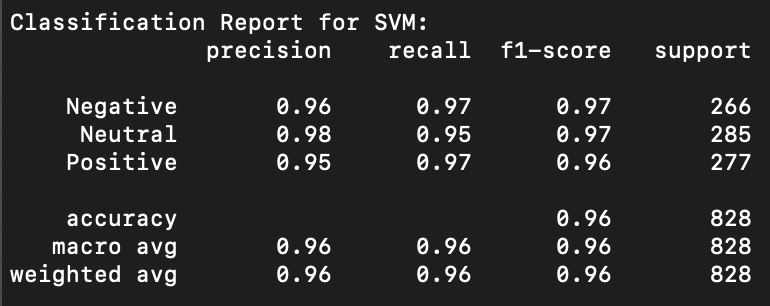 Classification Report for SVM:
precision recall f1-score support
Negative 0.96 0.97 0.97 266
Neutral 0.98 0.95 0.97 285
Positive 0.95 0.97 0.96 277
accuracy 0.96 828
macro avg 0.96 0.96 0.96 828
weighted avg 0.96 0.96 0.96 828